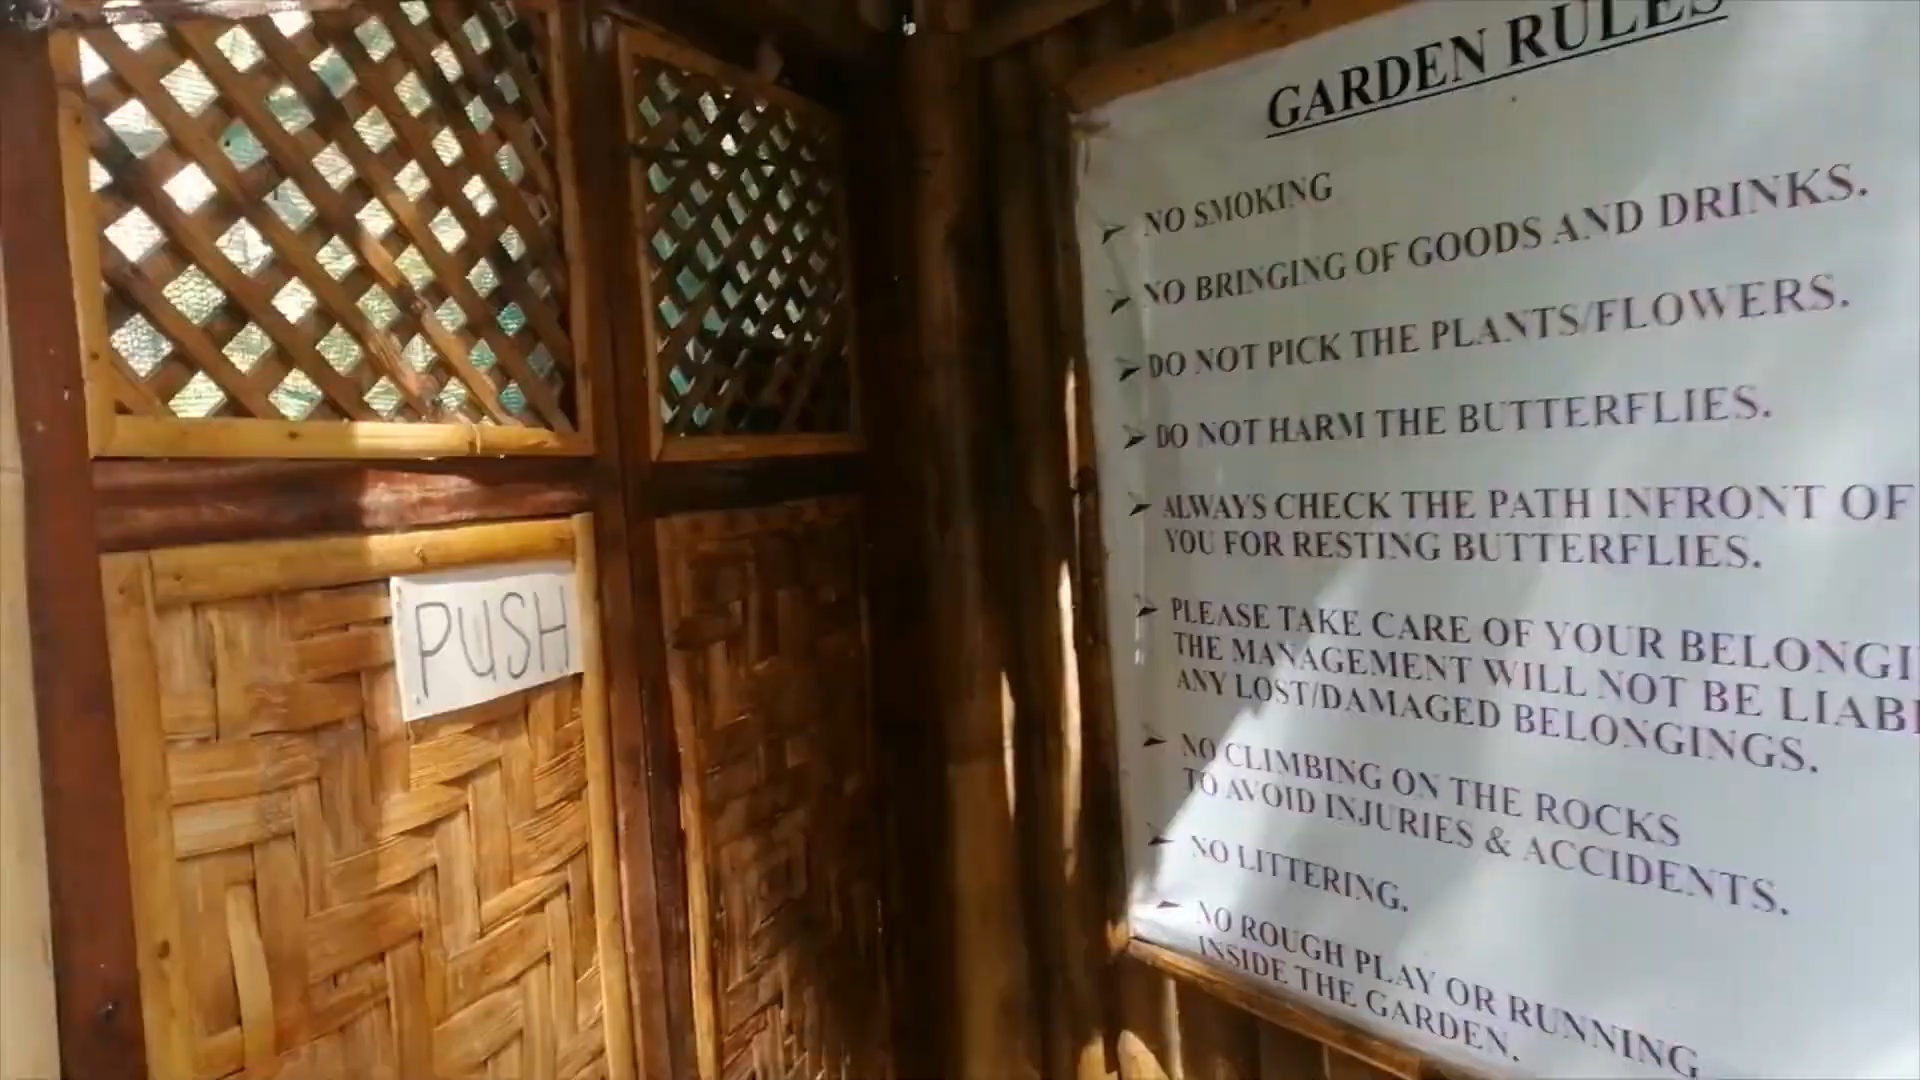 PUSH
GARDEN RULES
NO SMOKING
NO BRINGING OF GOODS AND DRINKS.
DO NOT PICK THE PLANTS/FLOWERS.
DO NOT HARM THE BUTTERFLIES.
ALWAYS CHECK THE PATH INFRONT OF
YOU FOR RESTING BUTTERFLIES.
PLEASE TAKE CARE OF YOUR
THE MANAGEMENT WILL NOT BE
ANY LOST/DAMAGED BELONGINGS.
NO CLIMBING ON THE ROCKS
TO AVOID INJURIES & ACCIDENTS.
NO LITTERING.
NO ROUGH PLAY OR RUNNING
INSIDE THE GARDEN.